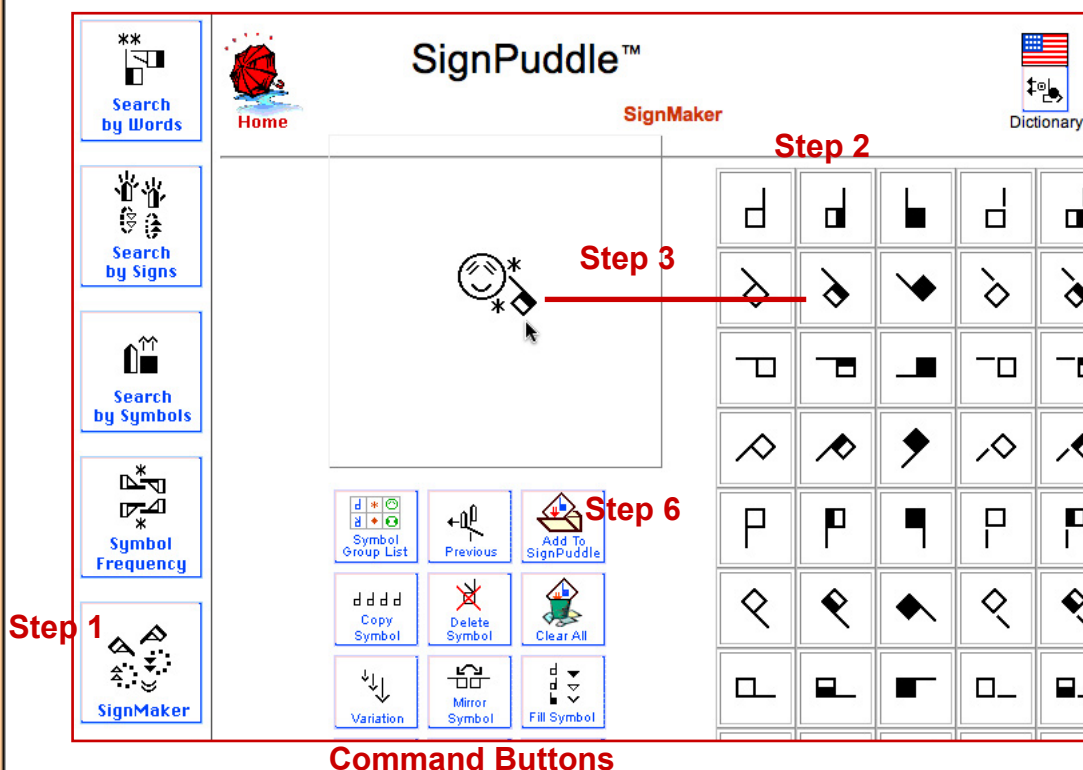 SignPuddle™
SignMaker
Home
Dictionary
Search
by Words
Search
by Signs
Search
by Symbols
Symbol
Frequency
Step 1
SignMaker
Step 2
Step 3
Step 6
Symbol
Group List
Previous
Add To
SignPuddle
Copy
Symbol
Delete
Symbol
Clear All
Variation
Mirror
Symbol
Fill Symbol
Command Buttons